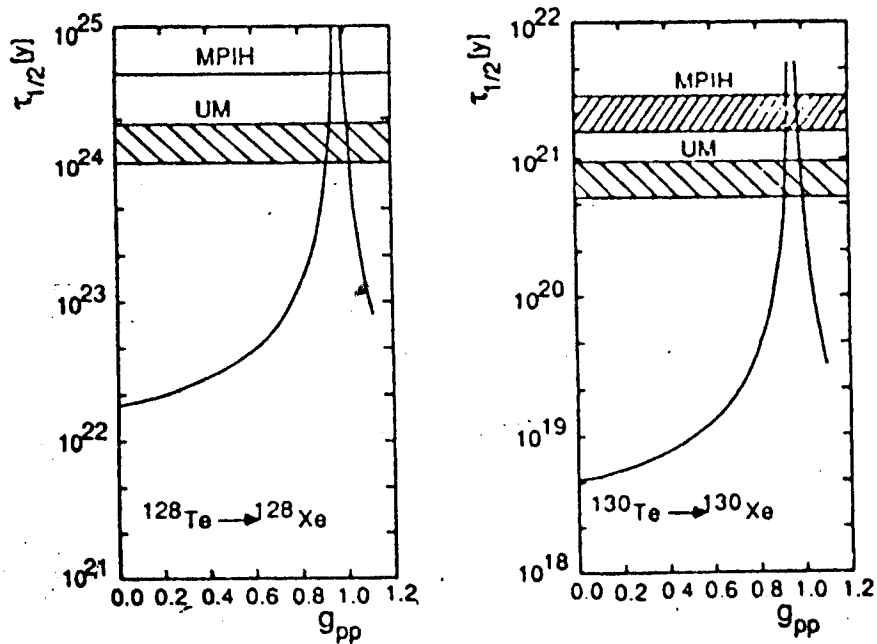 τ1/2[y]
10^25
10^24
10^23
10^22
10^21
MPIH
UM
128Te → 128Xe
0.0 0.2 0.4 0.6 0.8 1.0 1.2
gpp
τ1/2[y]
10^22
10^21
10^20
10^19
10^18
MPIH
UM
130Te → 130Xe
0.0 0.2 0.4 0.6 0.8 1.0 1.2
gpp